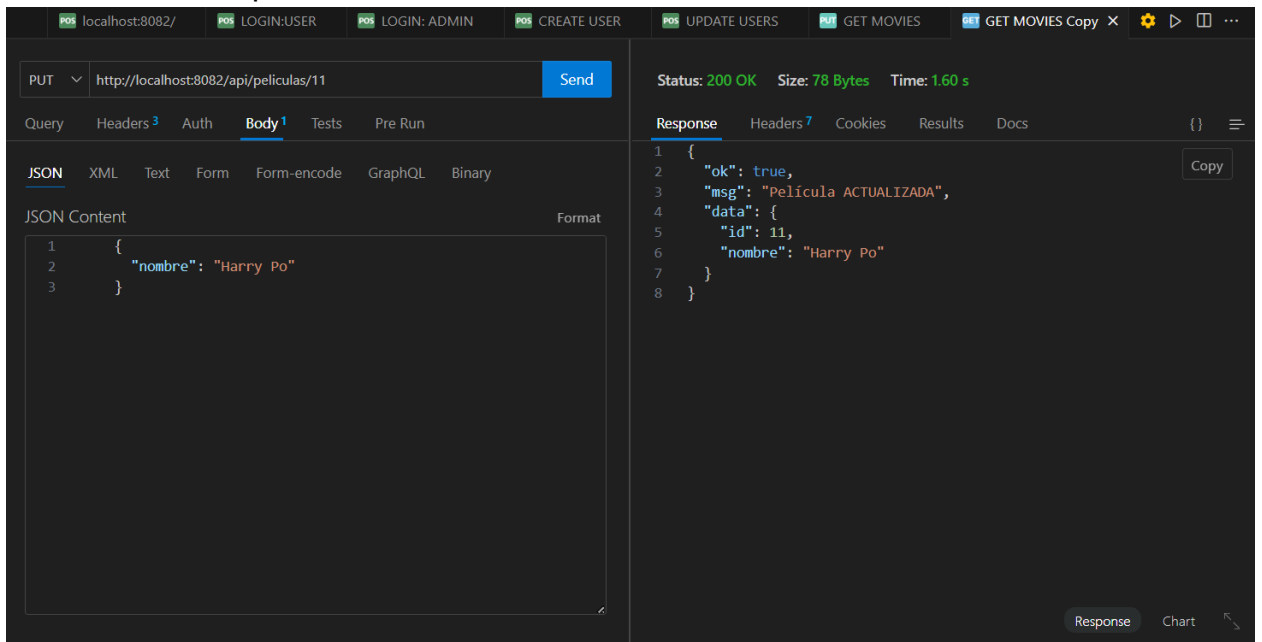 POS localhost:8082/ POS LOGIN:USER POS LOGIN: ADMIN POS CREATE USER POS UPDATE USERS PUT GET MOVIES GET GET MOVIES Copy
PUT http://localhost:8082/api/peliculas/11 Send
Query Headers 3 Auth Body 1 Tests Pre Run
JSON XML Text Form Form-encode GraphQL Binary
JSON Content Format
1 {
2 "nombre": "Harry Po"
3 }
Status: 200 OK Size: 78 Bytes Time: 1.60 s
Response Headers 7 Cookies Results Docs {}
Copy
1 {
2 "ok": true,
3 "msg": "Película ACTUALIZADA",
4 "data": {
5 "id": 11,
6 "nombre": "Harry Po"
7 }
8 }
Response Chart